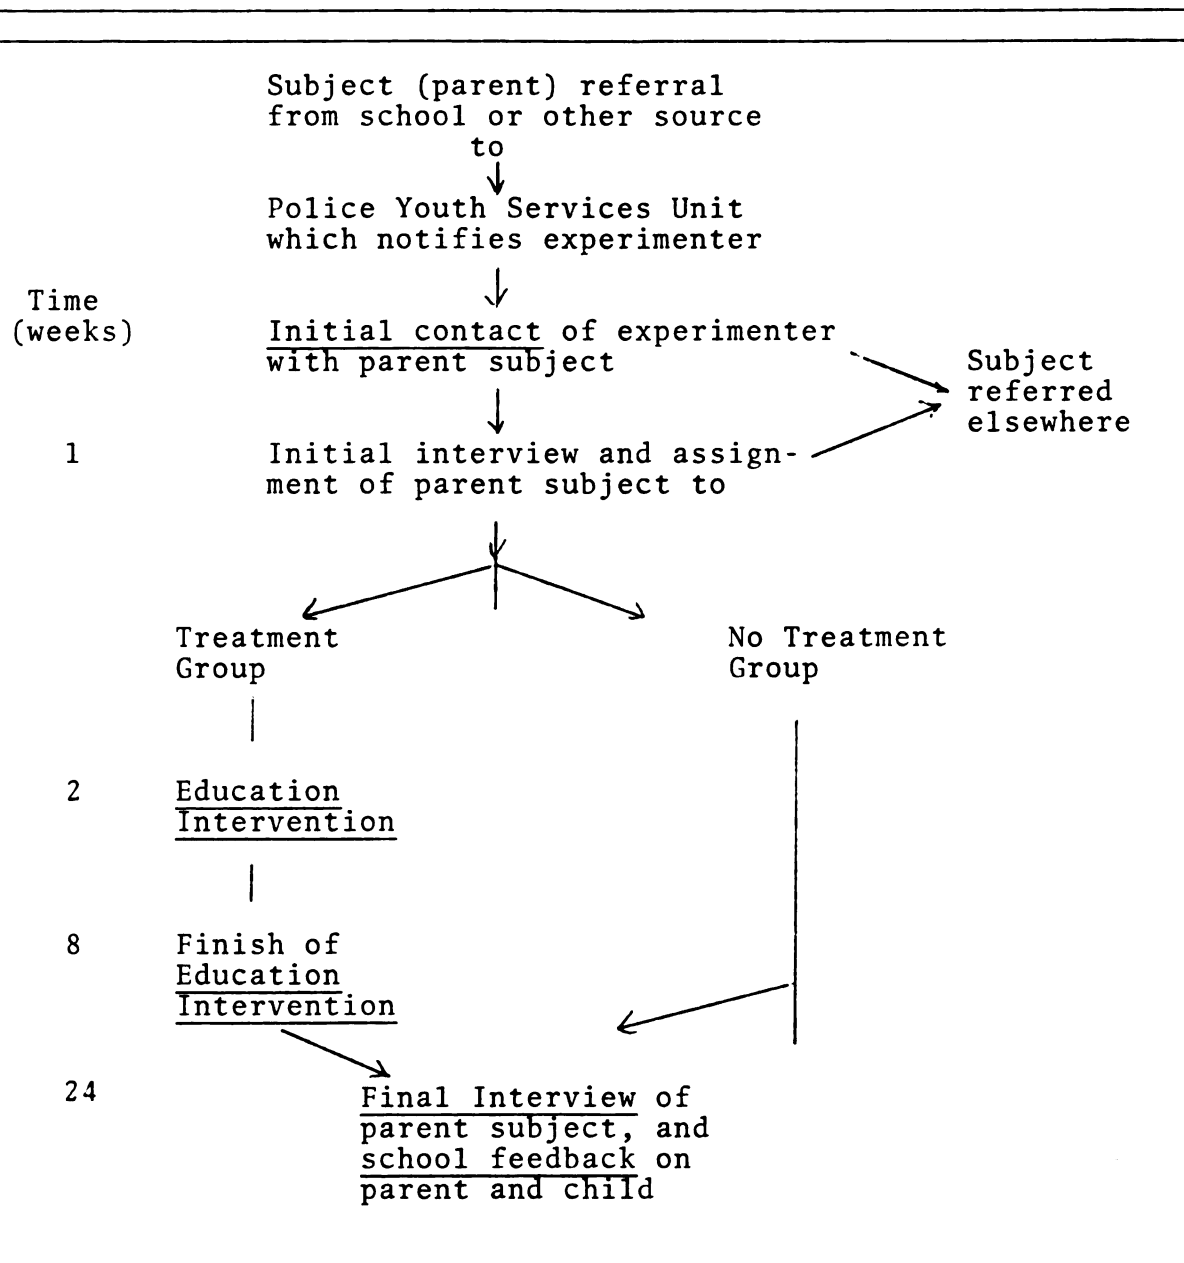 Subject (parent) referral
from school or other source
to
Police Youth Services Unit
which notifies experimenter
Time
(weeks)
Initial contact of experimenter
with parent subject
Subject
referred
elsewhere
1
Initial interview and assign-
ment of parent subject to
Treatment
Group
No Treatment
Group
2
Education
Intervention
8
Finish of
Education
Intervention
24
Final Interview of
parent subject, and
school feedback on
parent and child